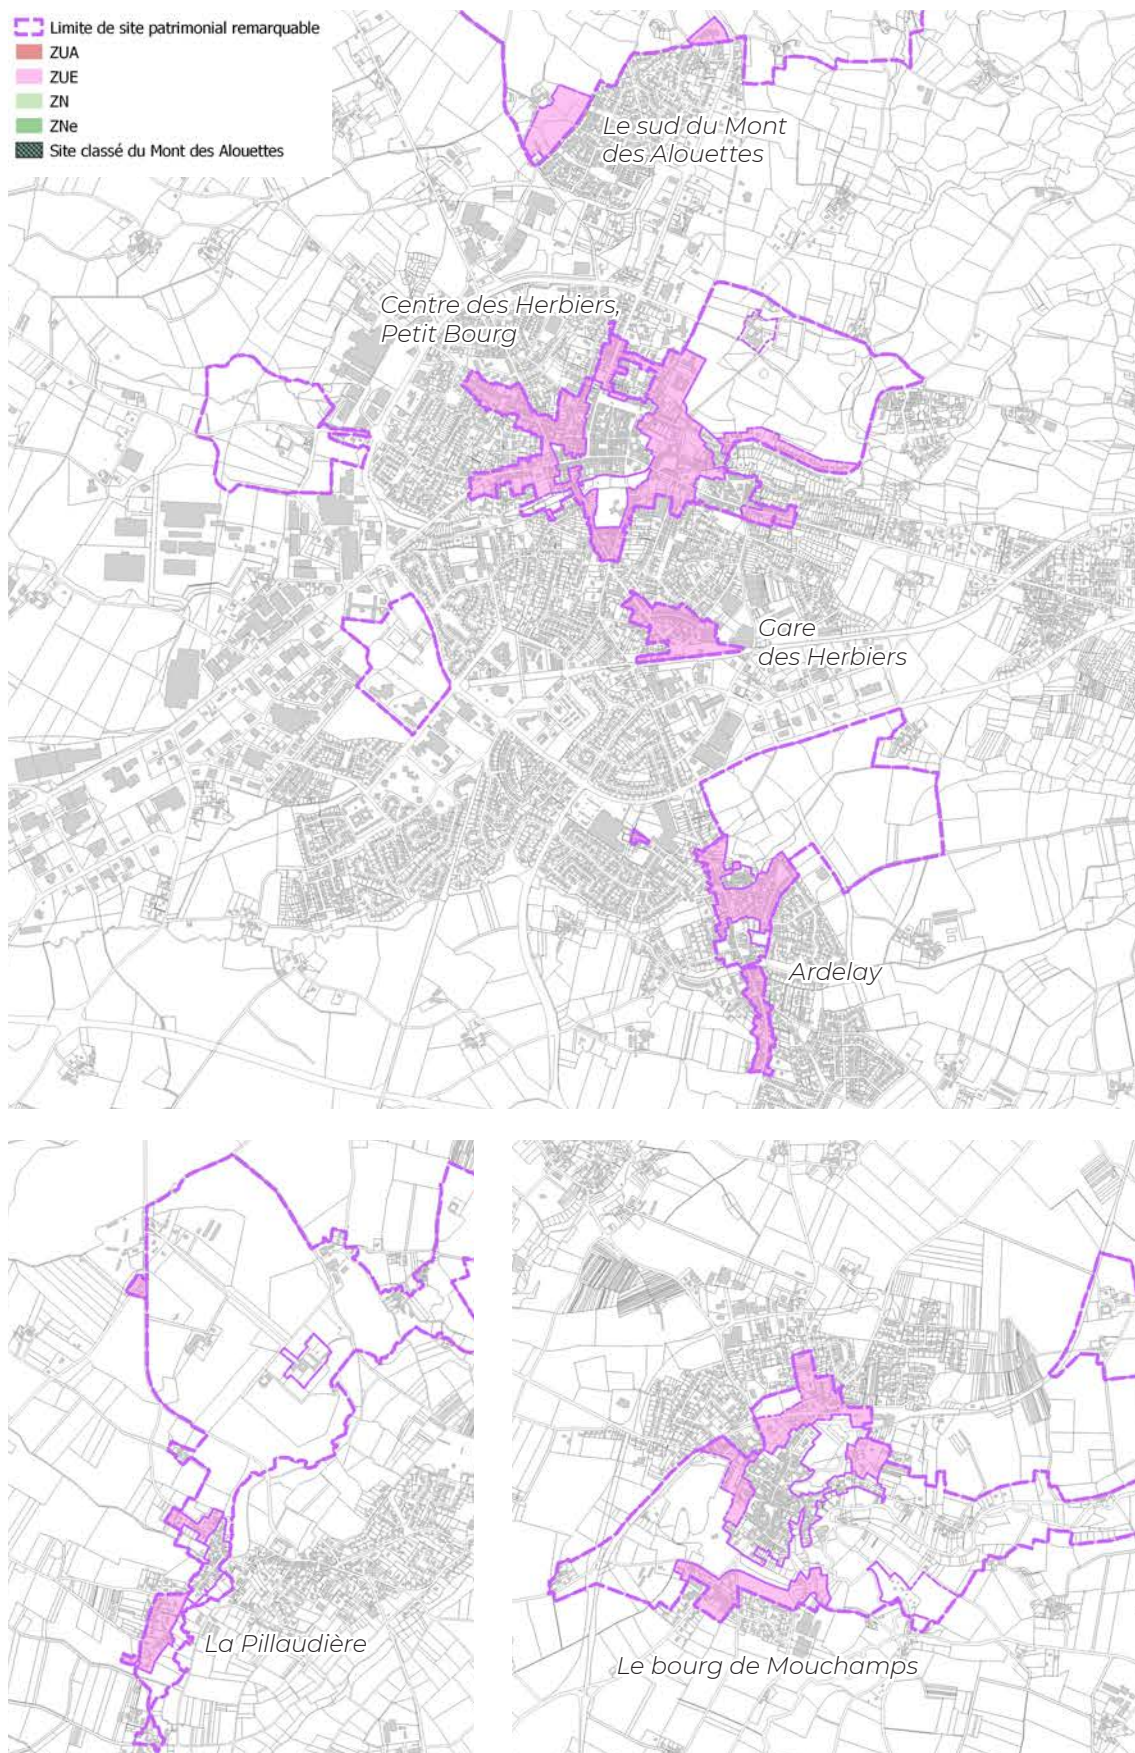 Limite de site patrimonial remarquable
ZUA
ZUE
ZN
ZNe
Site classé du Mont des Alouettes
Le sud du Mont
des Alouettes
Centre des Herbiers,
Petit Bourg
Gare
des Herbiers
Ardelay
La Pillaudière
Le bourg de Mouchamps